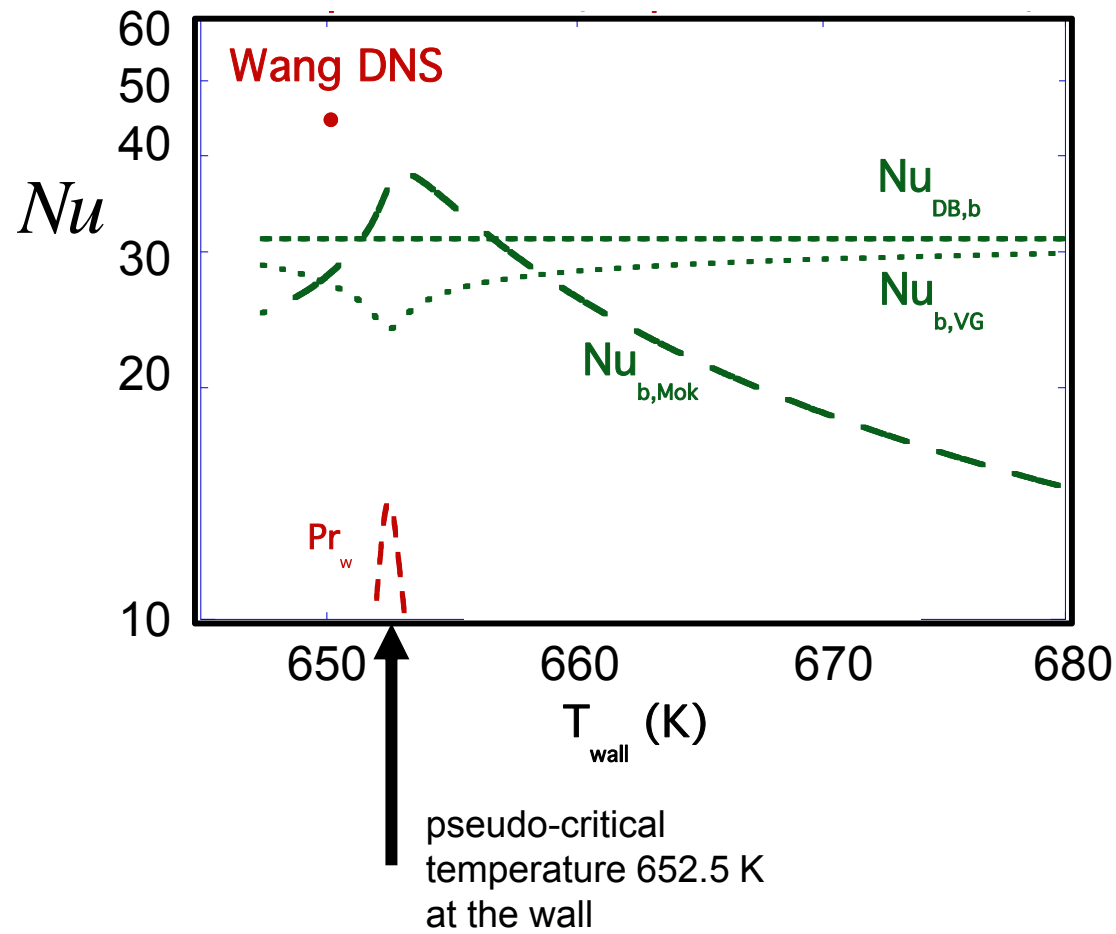 60
Wang DNS
50
40
Nu
Nu DB,b
30
Nu b,VG
Nu b,Mok
20
Pr w
10
650
660
670
680
T wall (K)
pseudo-critical
temperature 652.5 K
at the wall